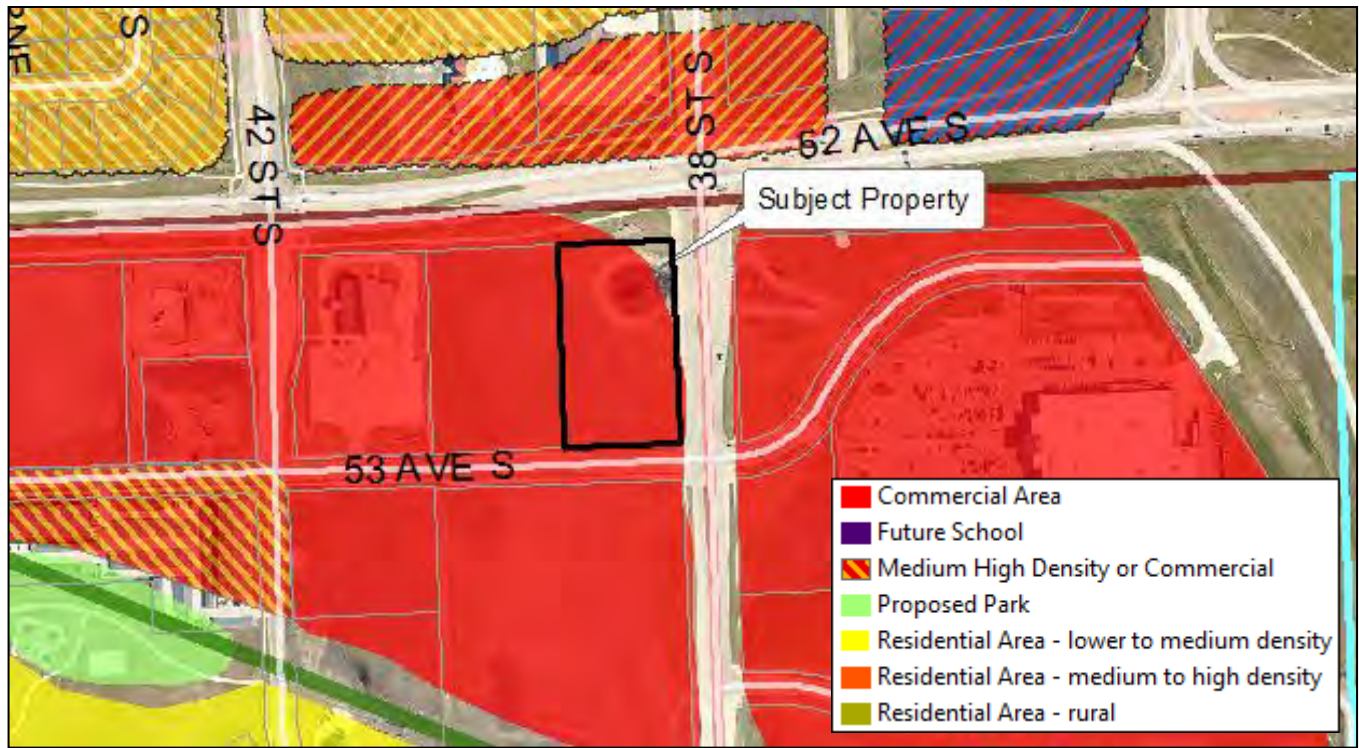 RNE
S
42 ST S
38 ST S
52 AVE S
Subject Property
53 AVE S
Commercial Area
Future School
Medium High Density or Commercial
Proposed Park
Residential Area - lower to medium density
Residential Area - medium to high density
Residential Area - rural